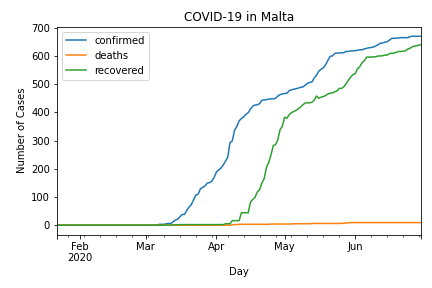 COVID-19 in Malta
confirmed
deaths
recovered
Number of Cases
700
600
500
400
300
200
100
0
Feb
2020
Mar
Apr
May
Jun
Day